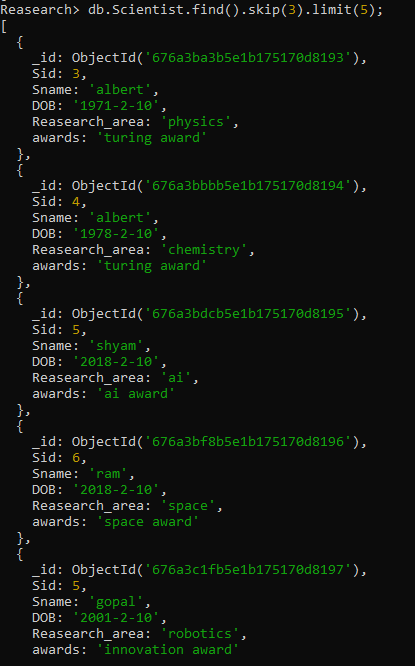 Reasearch> db.Scientist.find().skip(3).limit(5);
[
  {
    _id: ObjectId('676a3ba3b5e1b175170d8193'),
    Sid: 3,
    Sname: 'albert',
    DOB: '1971-2-10',
    Reasearch_area: 'physics',
    awards: 'turing award'
  },
  {
    _id: ObjectId('676a3bbbb5e1b175170d8194'),
    Sid: 4,
    Sname: 'albert',
    DOB: '1978-2-10',
    Reasearch_area: 'chemistry',
    awards: 'turing award'
  },
  {
    _id: ObjectId('676a3bdcb5e1b175170d8195'),
    Sid: 5,
    Sname: 'shyam',
    DOB: '2018-2-10',
    Reasearch_area: 'ai',
    awards: 'ai award'
  },
  {
    _id: ObjectId('676a3bf8b5e1b175170d8196'),
    Sid: 6,
    Sname: 'ram',
    DOB: '2018-2-10',
    Reasearch_area: 'space',
    awards: 'space award'
  },
  {
    _id: ObjectId('676a3c1fb5e1b175170d8197'),
    Sid: 5,
    Sname: 'gopal',
    DOB: '2001-2-10',
    Reasearch_area: 'robotics',
    awards: 'innovation award'